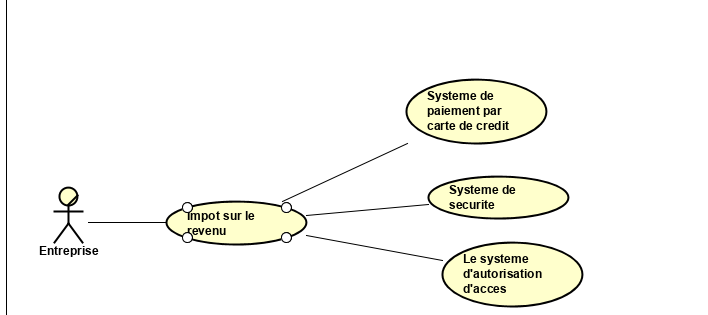 Systeme de
paiement par
carte de credit
Systeme de
securite
Impot sur le
revenu
Entreprise
Le systeme
d'autorisation
d'acces